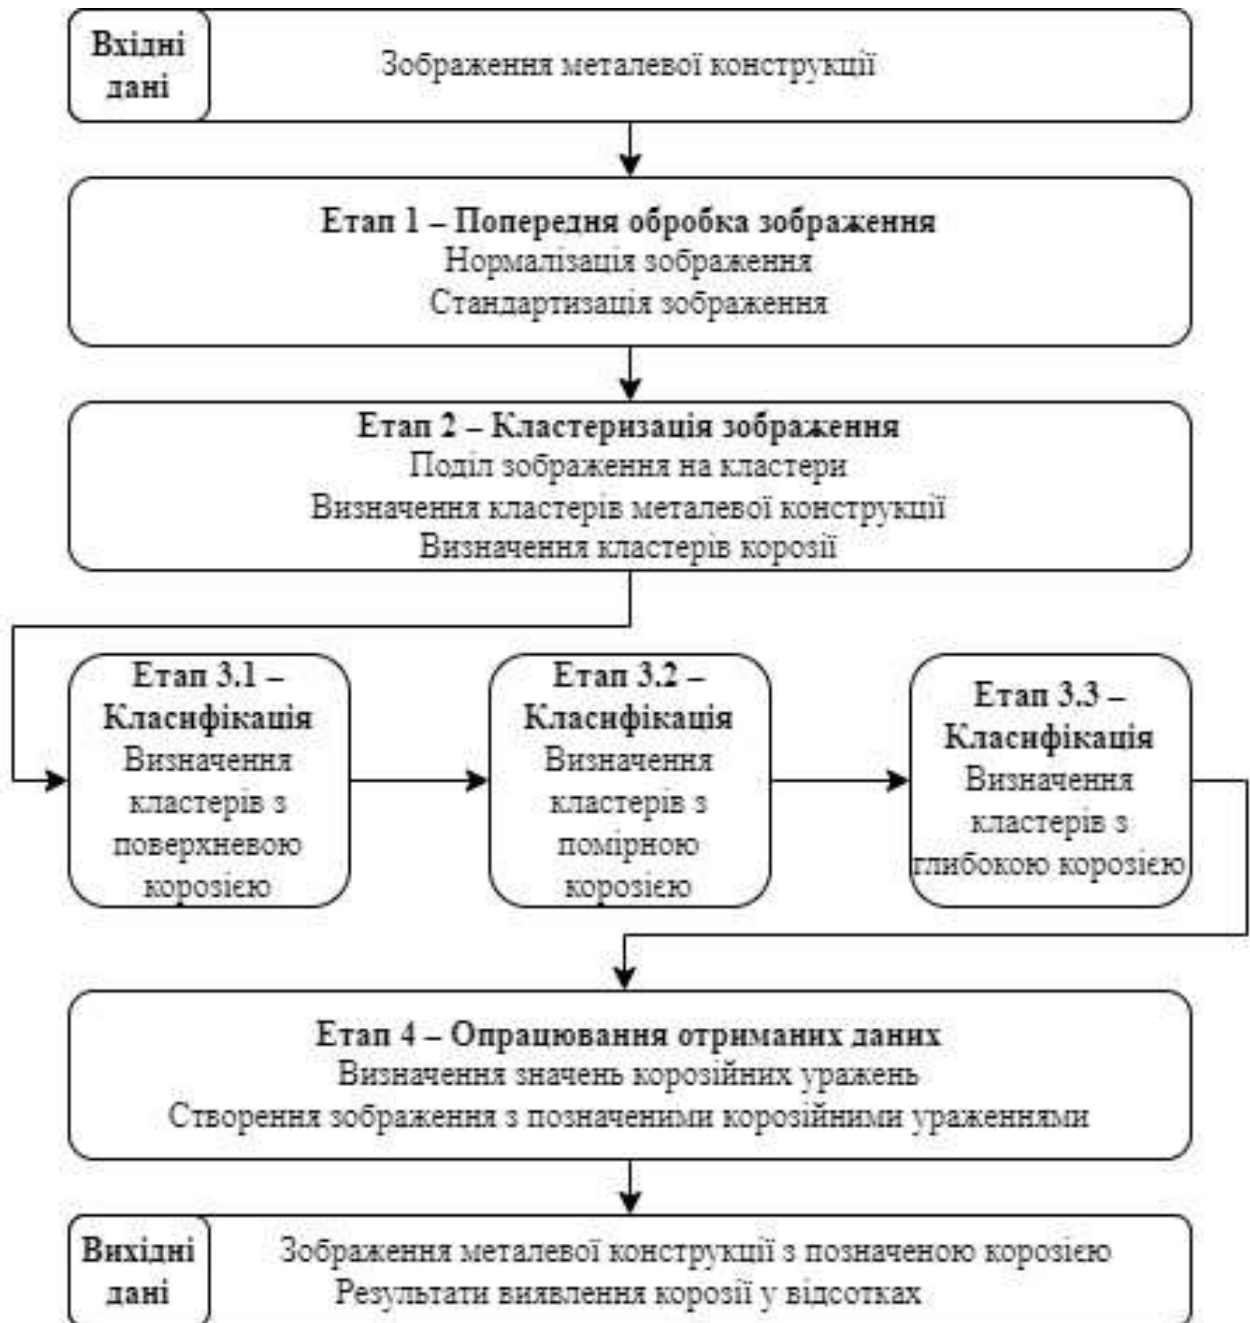 Вхідні
дані
Зображення металевої конструкції
Етап 1 – Попередня обробка зображення
Нормалізація зображення
Стандартизація зображення
Етап 2 – Кластеризація зображення
Поділ зображення на кластери
Визначення кластерів металевої конструкції
Визначення кластерів корозії
Етап 3.1 –
Класифікація
Визначення
кластерів з
поверхневою
корозією
Етап 3.2 –
Класифікація
Визначення
кластерів з
помірною
корозією
Етап 3.3 –
Класифікація
Визначення
кластерів з
глибокою корозією
Етап 4 – Опрацювання отриманих даних
Визначення значень корозійних уражень
Створення зображення з позначеними корозійними ураженнями
Вихідні
дані
Зображення металевої конструкції з позначеною корозією
Результати виявлення корозії у відсотках